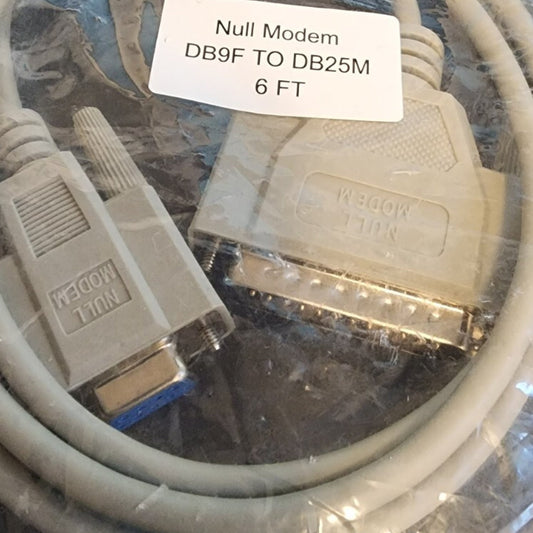 Null Modem
DB9F TO DB25M
6 FT
NULL
MODEM
NULL
MODEM